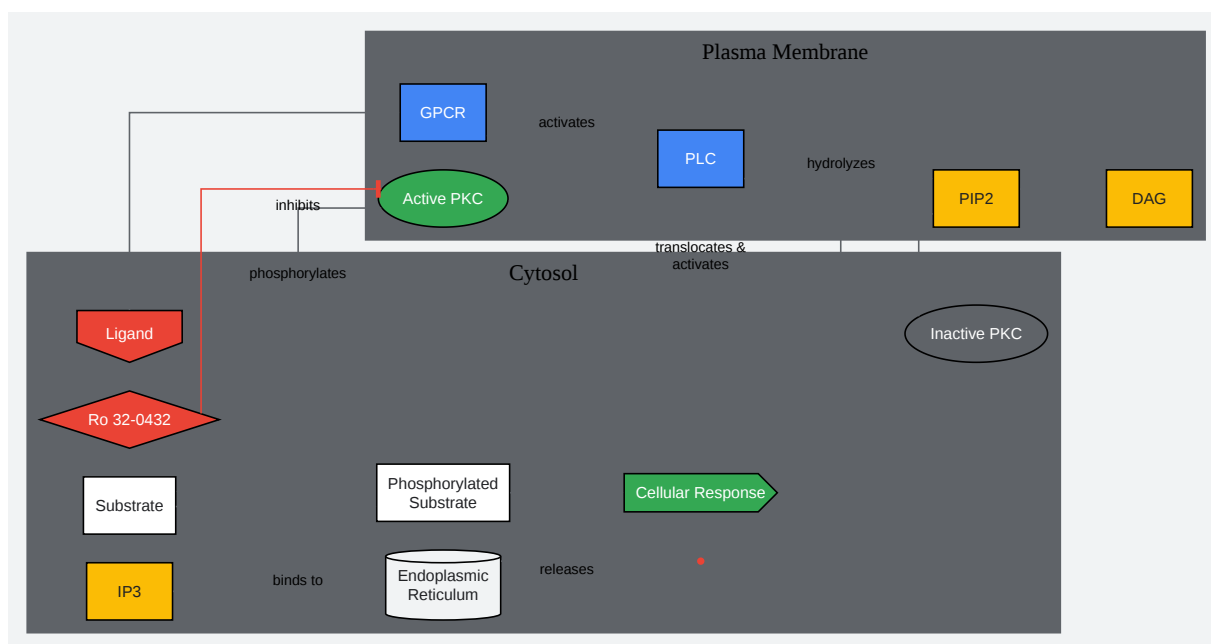 Plasma Membrane
GPCR
activates
PLC
hydrolyzes
Active PKC
inhibits
PIP2
DAG
translocates &
activates
phosphorylates
Cytosol
Ligand
Inactive PKC
Ro 32-0432
Substrate
Phosphorylated
Substrate
Cellular Response
IP3
binds to
Endoplasmic
Reticulum
releases